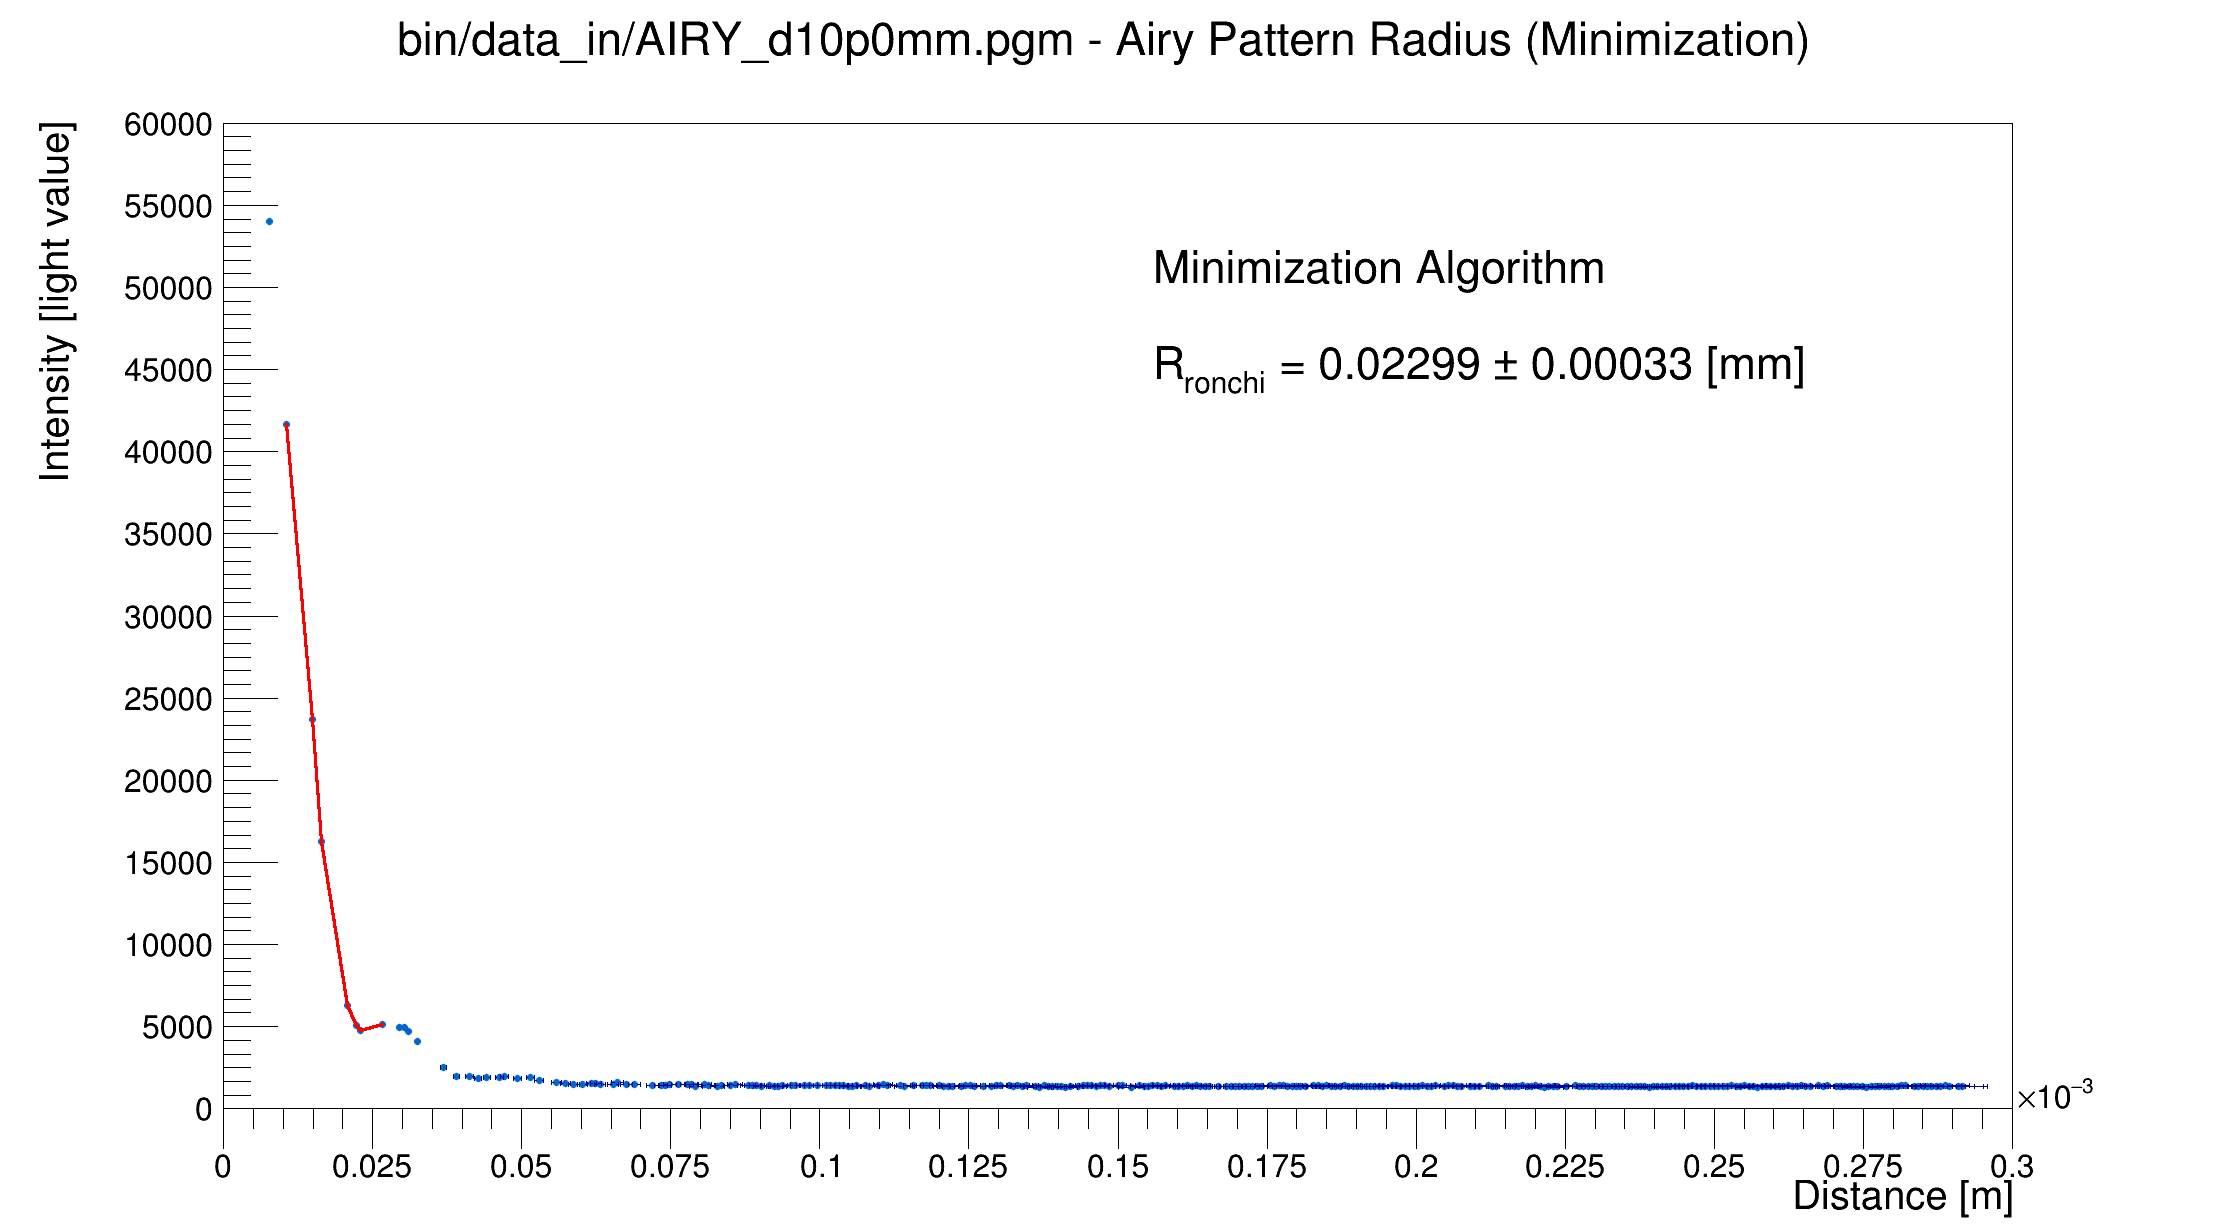 bin/data_in/AIRY_d10p0mm.pgm - Airy Pattern Radius (Minimization)
Intensity [light value]
60000
55000
50000
45000
40000
35000
30000
25000
20000
15000
10000
5000
0
Minimization Algorithm
R_ronchi = 0.02299 ± 0.00033 [mm]
×10⁻³
0 0.025 0.05 0.075 0.1 0.125 0.15 0.175 0.2 0.225 0.25 0.275 0.3
Distance [m]